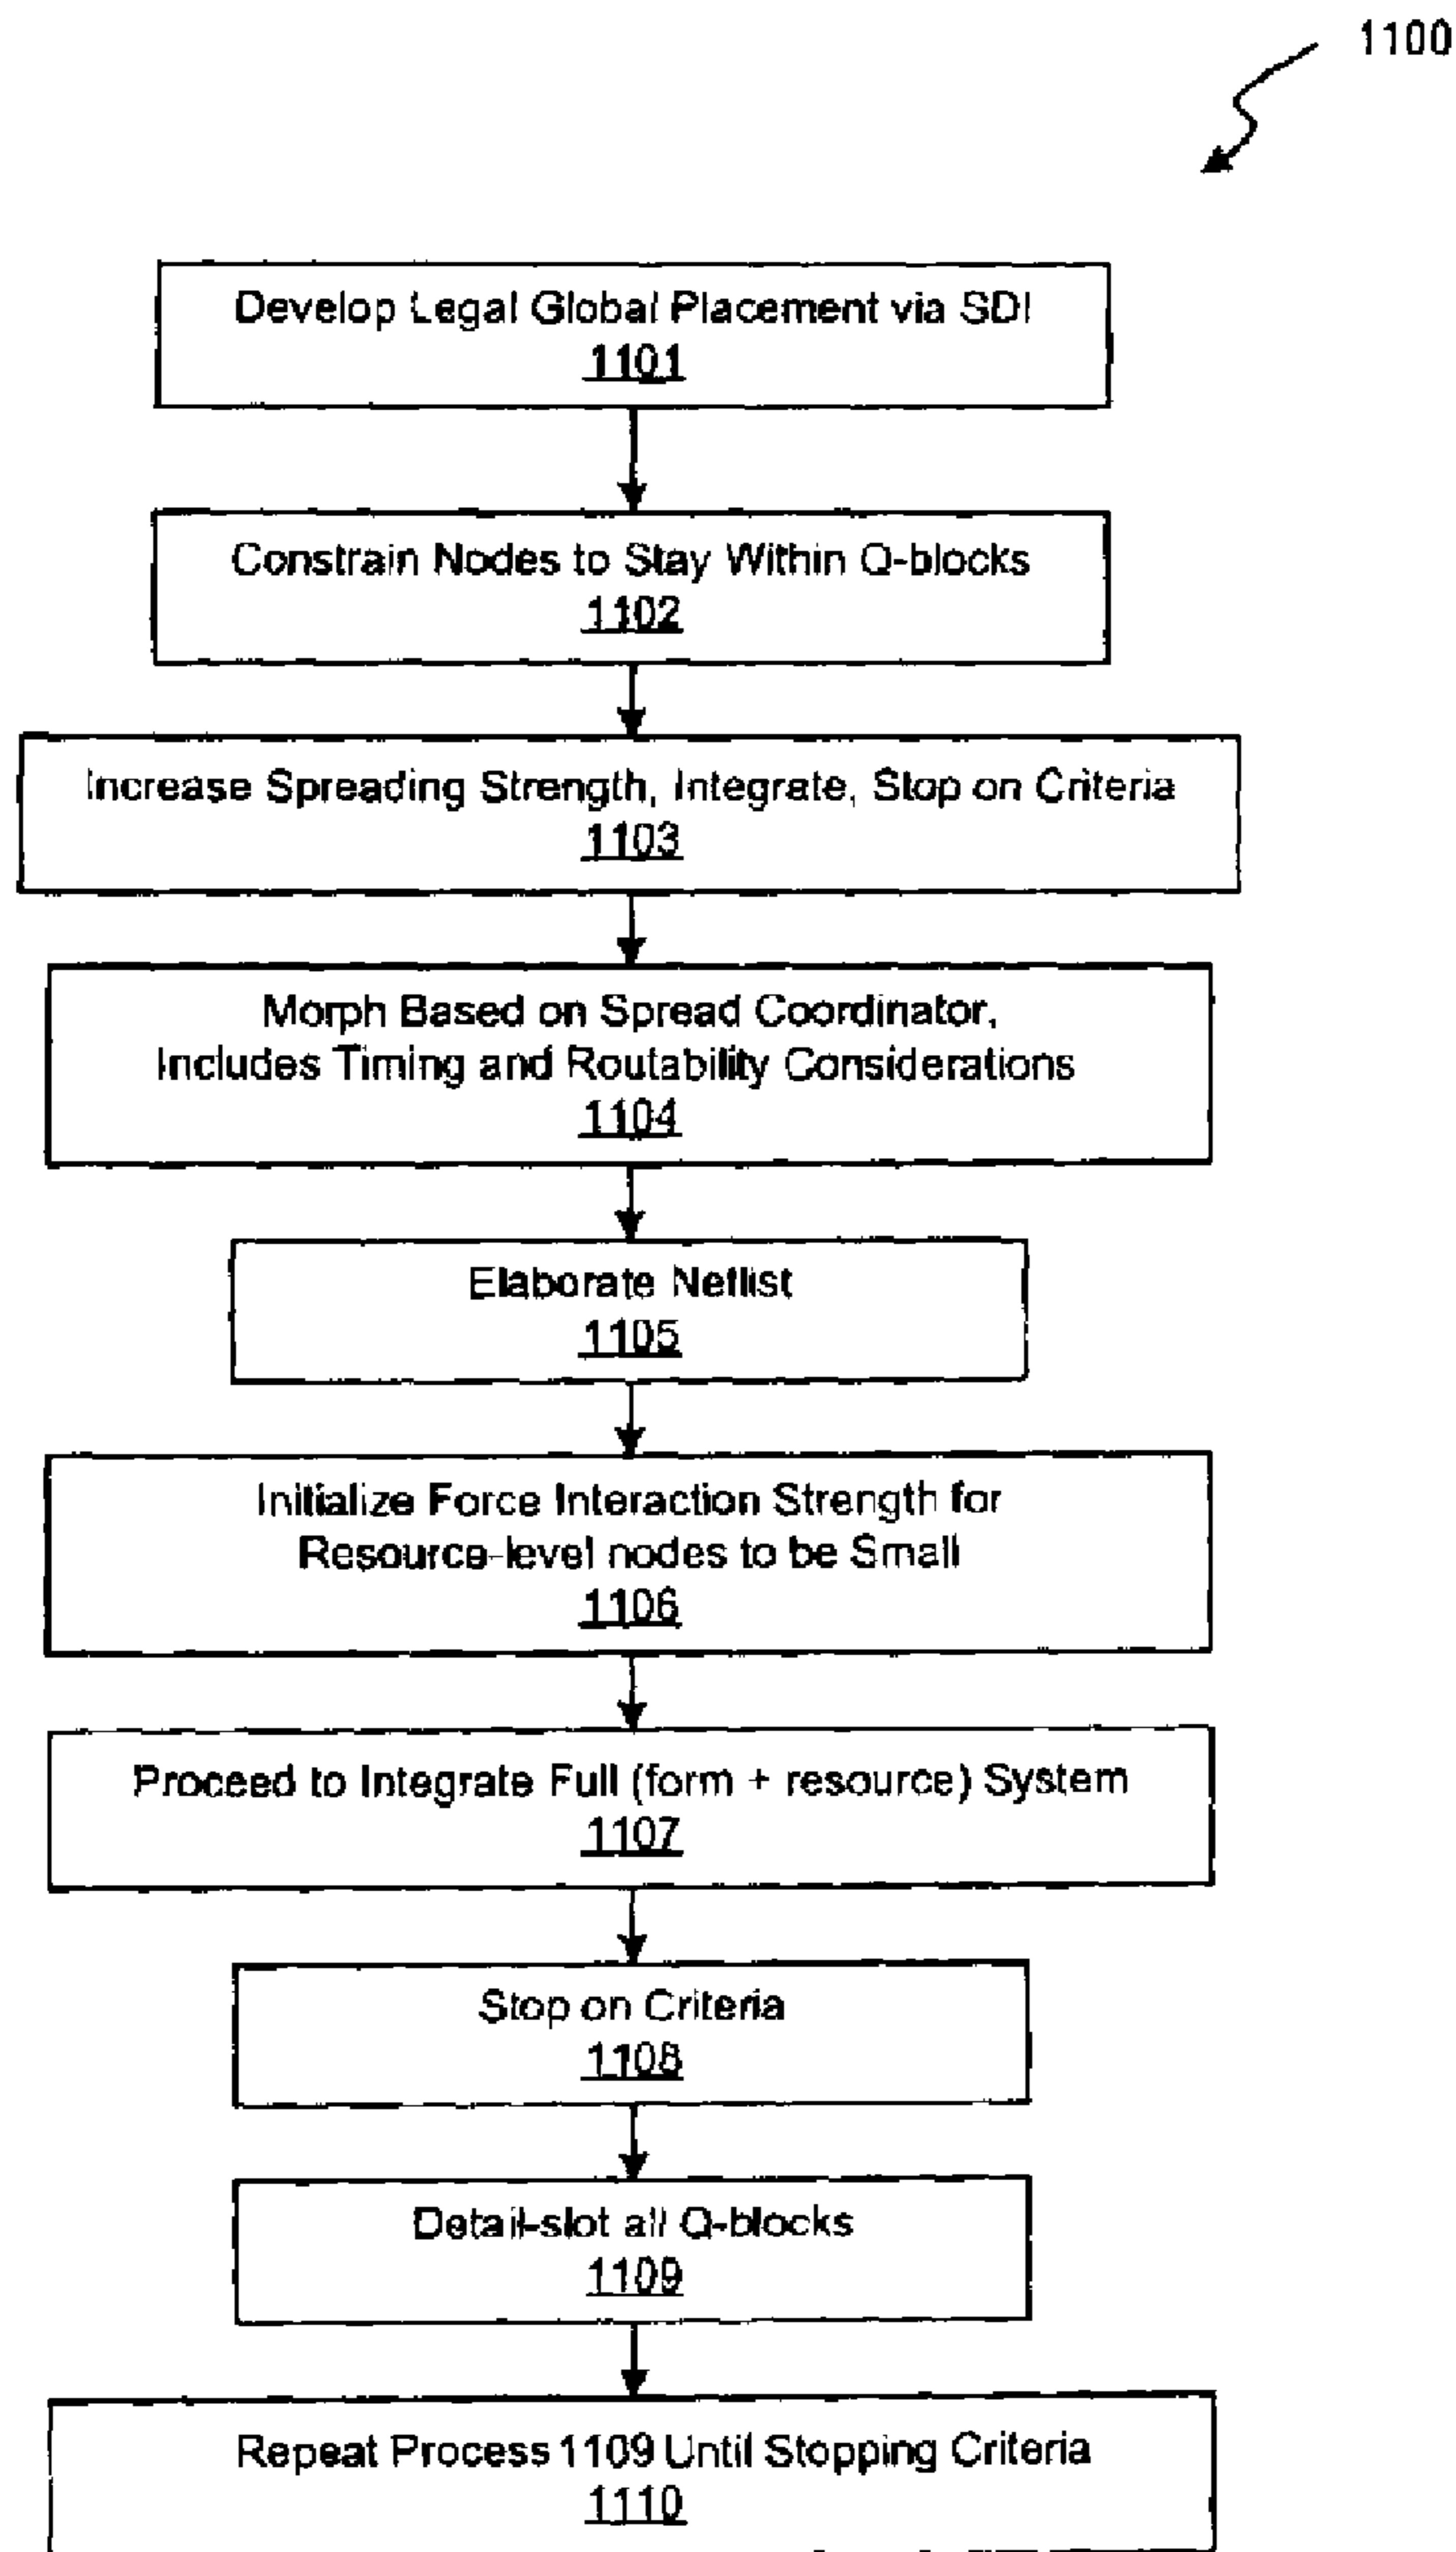 1100
Develop Legal Global Placement via SDI
1101
Constrain Nodes to Stay Within Q-blocks
1102
Increase Spreading Strength, Integrate, Stop on Criteria
1103
Morph Based on Spread Coordinator,
Includes Timing and Routability Considerations
1104
Elaborate Netlist
1105
Initialize Force Interaction Strength for
Resource-level nodes to be Small
1106
Proceed to Integrate Full (form + resource) System
1107
Stop on Criteria
1108
Detail-slot all Q-blocks
1109
Repeat Process 1109 Until Stopping Criteria
1110